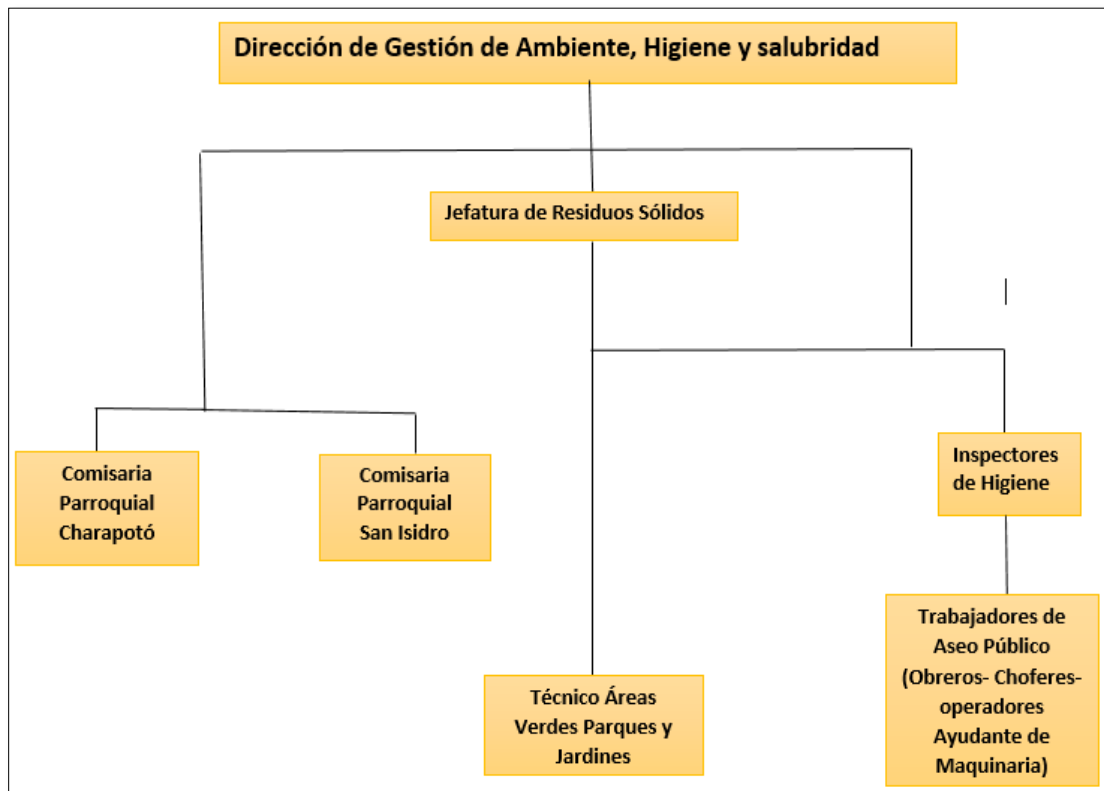 Dirección de Gestión de Ambiente, Higiene y salubridad
Jefatura de Residuos Sólidos
Comisaria
Parroquial
Charapotó
Comisaria
Parroquial
San Isidro
Inspectores
de Higiene
Técnico Áreas
Verdes Parques y
Jardines
Trabajadores de
Aseo Público
(Obreros- Choferes-
operadores
Ayudante de
Maquinaria)